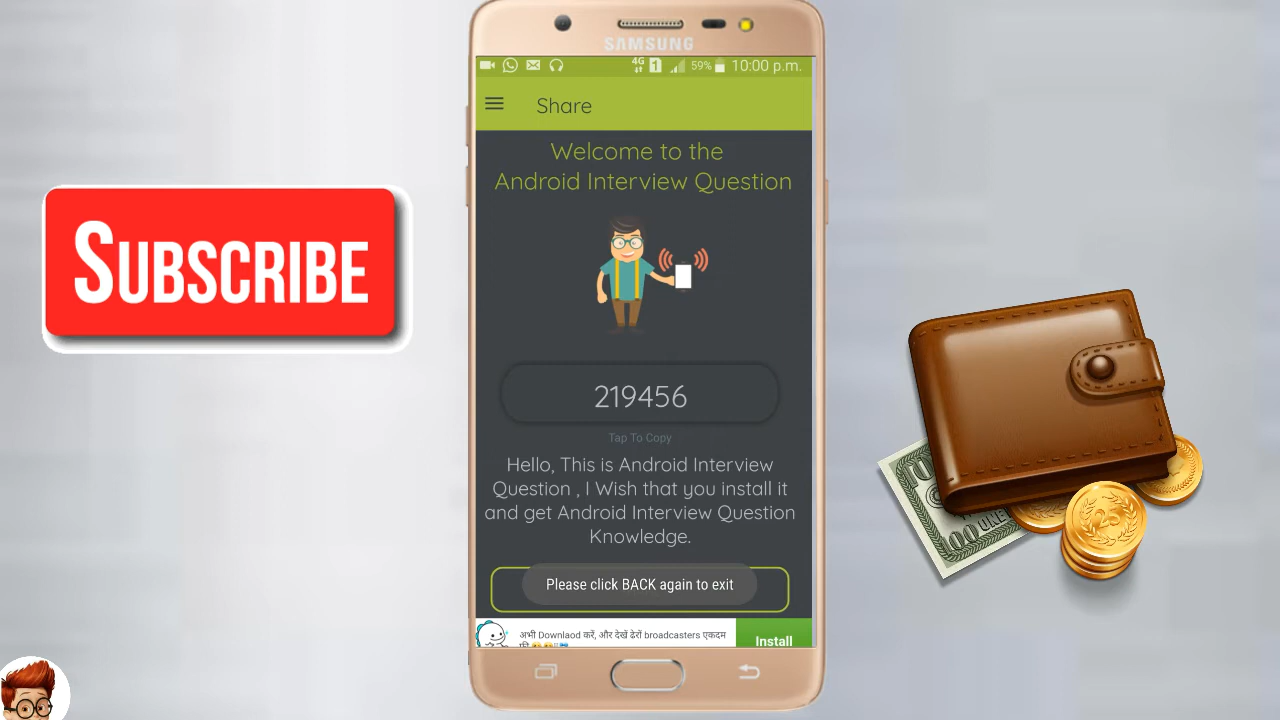 SUBSCRIBE
SAMSUNG
4G 1 59% 10:00 p.m.
Share
Welcome to the
Android Interview Question
219456
Tap To Copy
Hello, This is Android Interview
Question , I Wish that you install it
and get Android Interview Question
Knowledge.
Please click BACK again to exit
अभी Downlaod करें, और देखें ढेरों broadcasters एकदम
Install
25